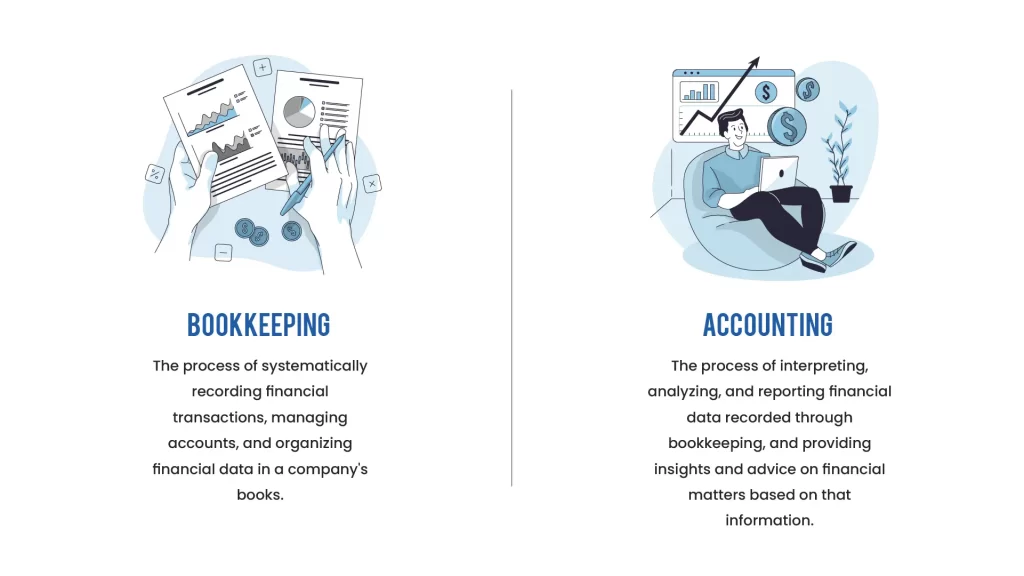 BOOKKEEPING
The process of systematically
recording financial
transactions, managing
accounts, and organizing
financial data in a company's
books.
ACCOUNTING
The process of interpreting,
analyzing, and reporting financial
data recorded through
bookkeeping, and providing
insights and advice on financial
matters based on that
information.